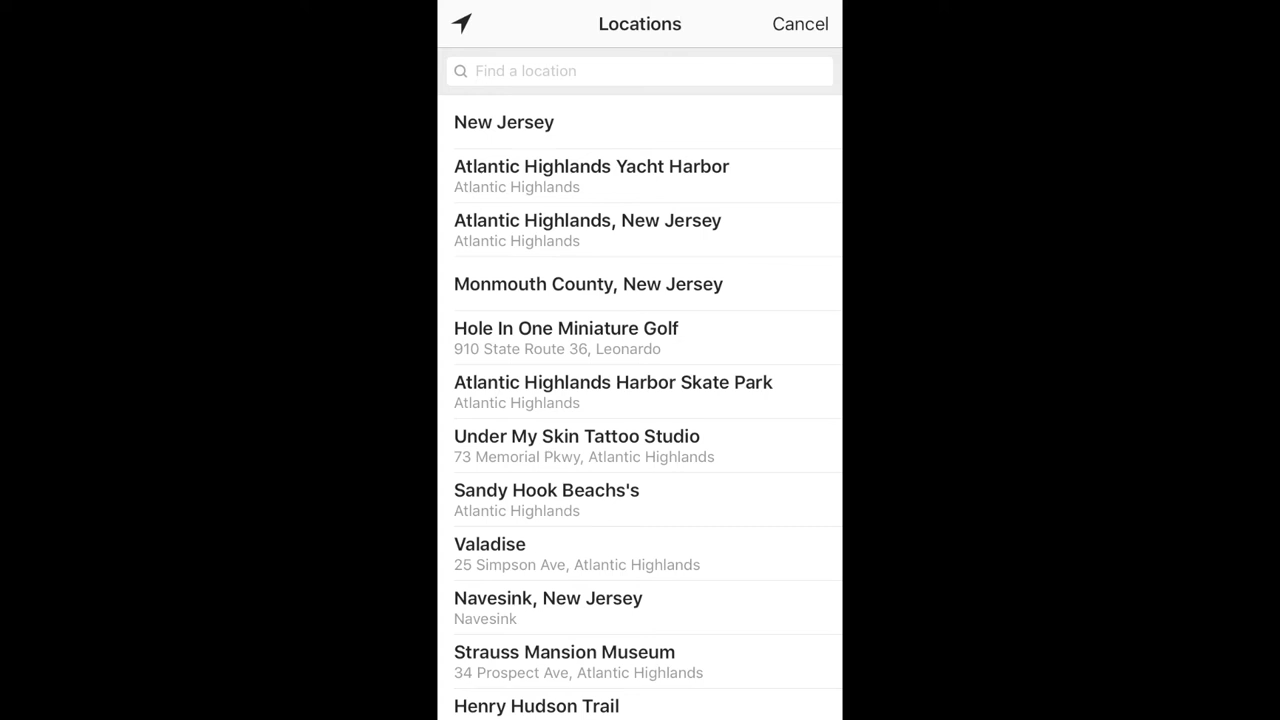 Locations
Cancel
Find a location
New Jersey
Atlantic Highlands Yacht Harbor
Atlantic Highlands
Atlantic Highlands, New Jersey
Atlantic Highlands
Monmouth County, New Jersey
Hole In One Miniature Golf
910 State Route 36, Leonardo
Atlantic Highlands Harbor Skate Park
Atlantic Highlands
Under My Skin Tattoo Studio
73 Memorial Pkwy, Atlantic Highlands
Sandy Hook Beachs's
Atlantic Highlands
Valadise
25 Simpson Ave, Atlantic Highlands
Navesink, New Jersey
Navesink
Strauss Mansion Museum
34 Prospect Ave, Atlantic Highlands
Henry Hudson Trail